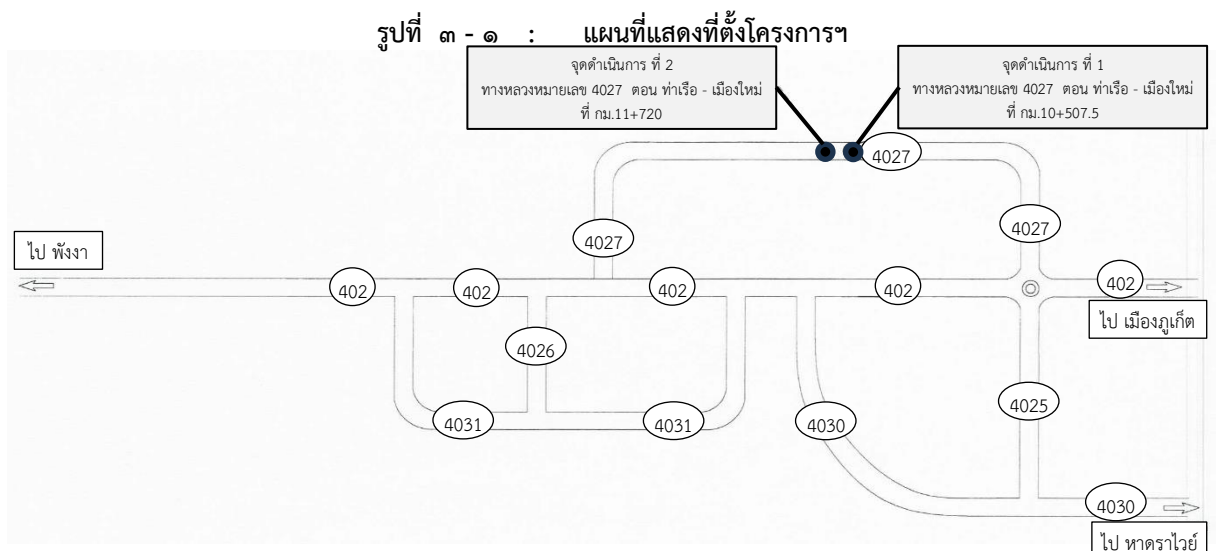 รูปที่ ๓ - ๑ : แผนที่แสดงที่ตั้งโครงการฯ
จุดดำเนินการ ที่ 2
ทางหลวงหมายเลข 4027 ตอน ท่าเรือ - เมืองใหม่
ที่ กม.11+720
จุดดำเนินการ ที่ 1
ทางหลวงหมายเลข 4027 ตอน ท่าเรือ - เมืองใหม่
ที่ กม.10+507.5
4027
4027
4027
ไป พังงา
402
402
402
402
402
ไป เมืองภูเก็ต
4026
4025
4031
4031
4030
4030
ไป หาดราไวย์